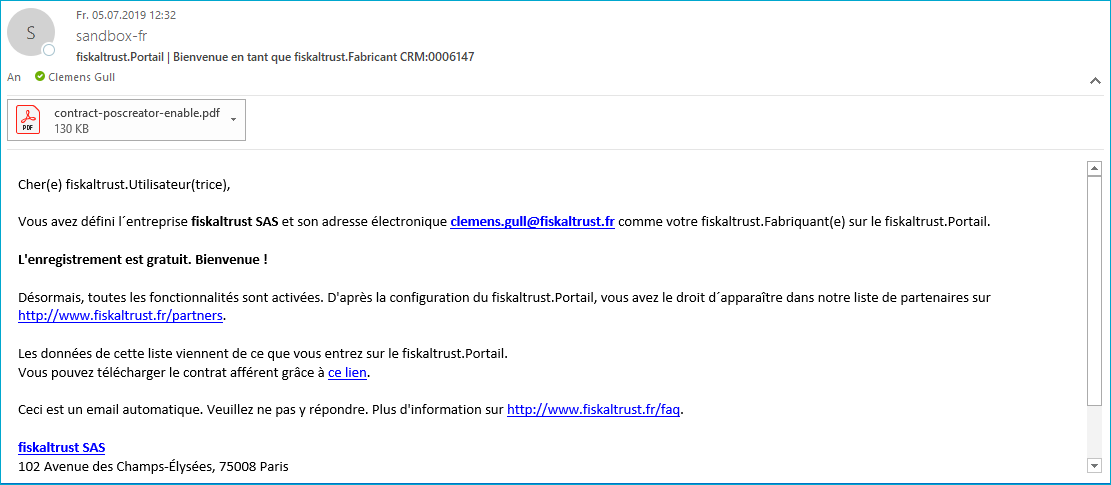 S
Fr. 05.07.2019 12:32
sandbox-fr
fiskaltrust.Portail | Bienvenue en tant que fiskaltrust.Fabricant CRM:0006147
An Clemens Gull
PDF
contract-poscreator-enable.pdf
130 KB
Cher(e) fiskaltrust.Utilisateur(trice),
Vous avez défini l´entreprise fiskaltrust SAS et son adresse électronique clemens.gull@fiskaltrust.fr comme votre fiskaltrust.Fabriquant(e) sur le fiskaltrust.Portail.
L'enregistrement est gratuit. Bienvenue !
Désormais, toutes les fonctionnalités sont activées. D'après la configuration du fiskaltrust.Portail, vous avez le droit d´apparaître dans notre liste de partenaires sur
http://www.fiskaltrust.fr/partners.
Les données de cette liste viennent de ce que vous entrez sur le fiskaltrust.Portail.
Vous pouvez télécharger le contrat afférent grâce à ce lien.
Ceci est un email automatique. Veuillez ne pas y répondre. Plus d'information sur http://www.fiskaltrust.fr/faq.
fiskaltrust SAS
102 Avenue des Champs-Élysées, 75008 Paris